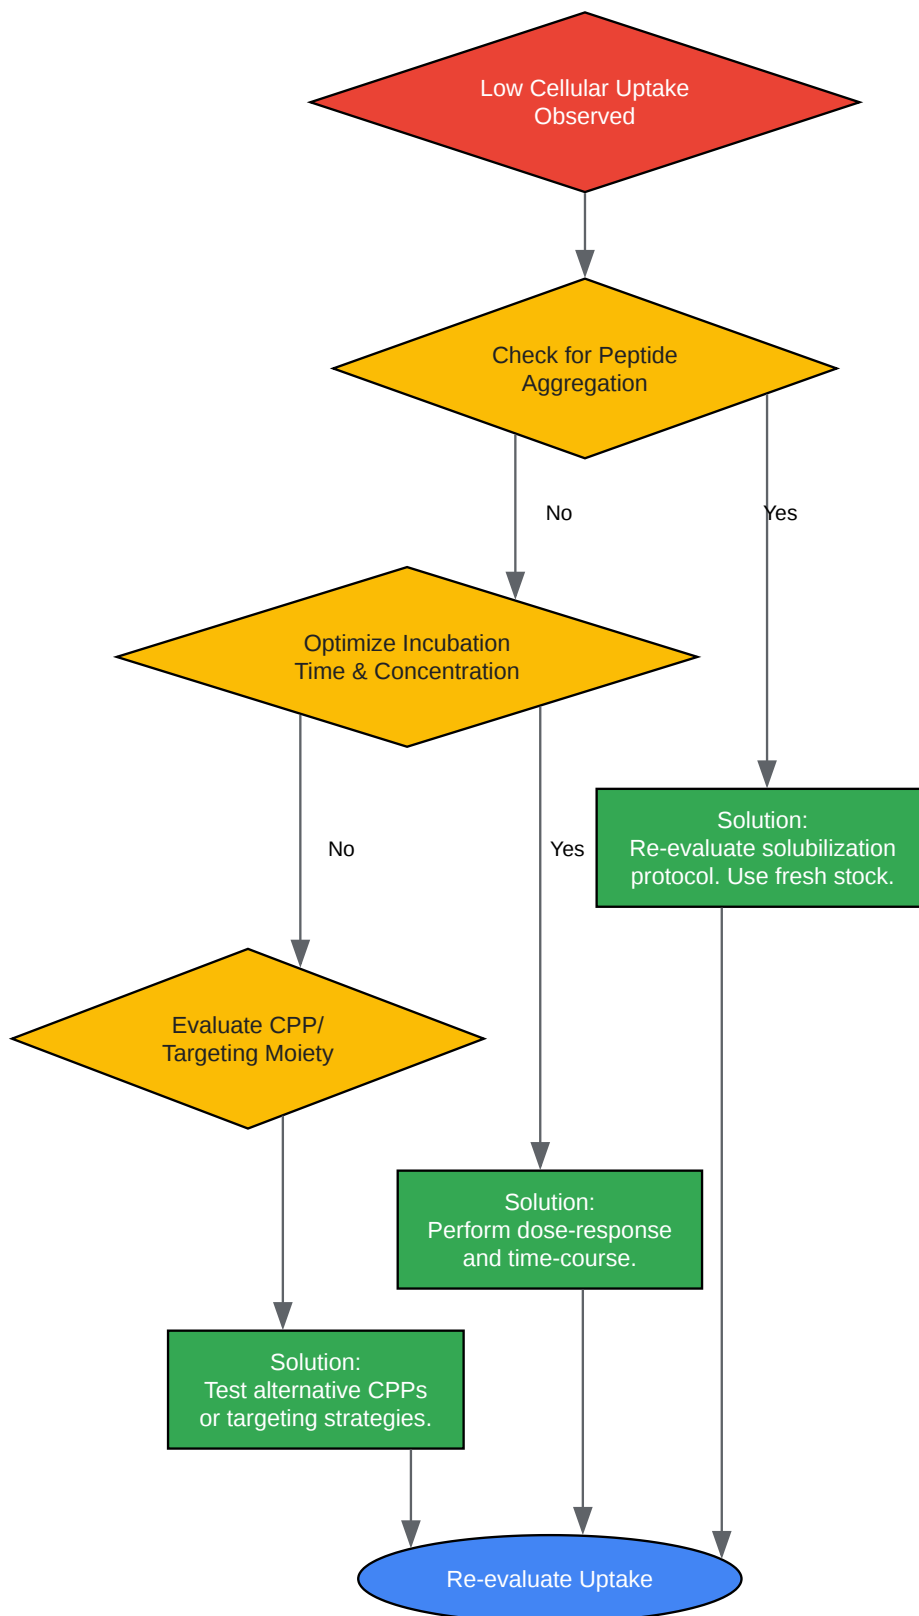 Low Cellular Uptake
Observed
Check for Peptide
Aggregation
No
Yes
Optimize Incubation
Time & Concentration
Solution:
Re-evaluate solubilization
protocol. Use fresh stock.
No
Yes
Evaluate CPP/
Targeting Moiety
Solution:
Perform dose-response
and time-course.
Solution:
Test alternative CPPs
or targeting strategies.
Re-evaluate Uptake